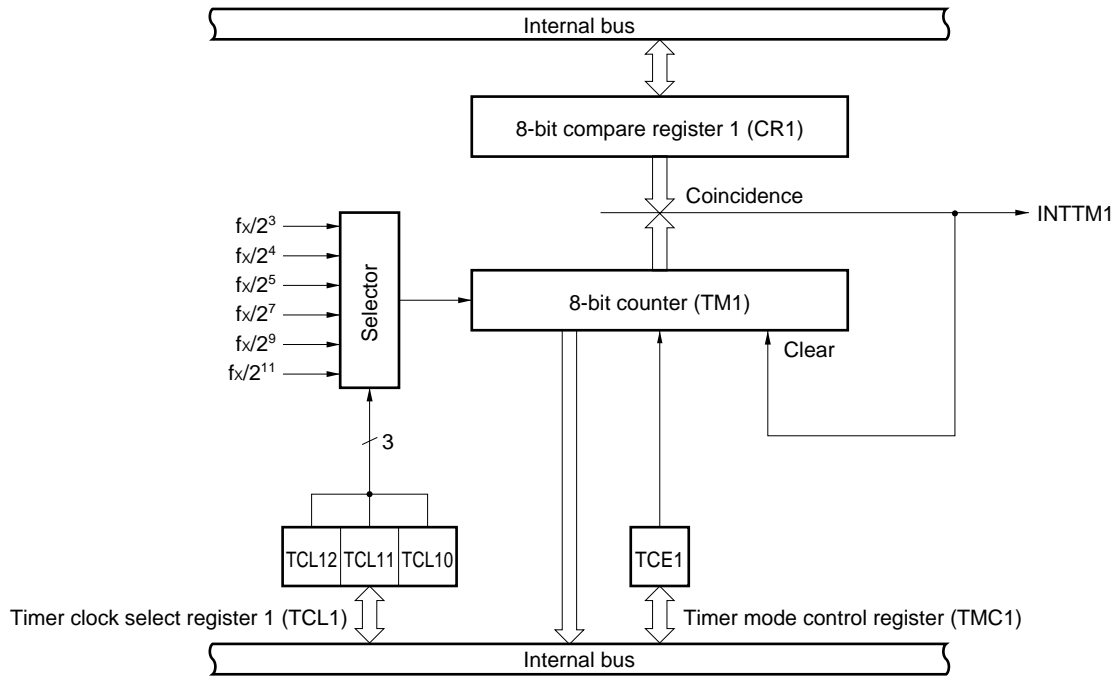 Internal bus
8-bit compare register 1 (CR1)
Coincidence
INTTM1
fx/2³
fx/2⁴
fx/2⁵
fx/2⁷
fx/2⁹
fx/2¹¹
Selector
8-bit counter (TM1)
Clear
3
TCL12 TCL11 TCL10
TCE1
Timer clock select register 1 (TCL1)
Timer mode control register (TMC1)
Internal bus